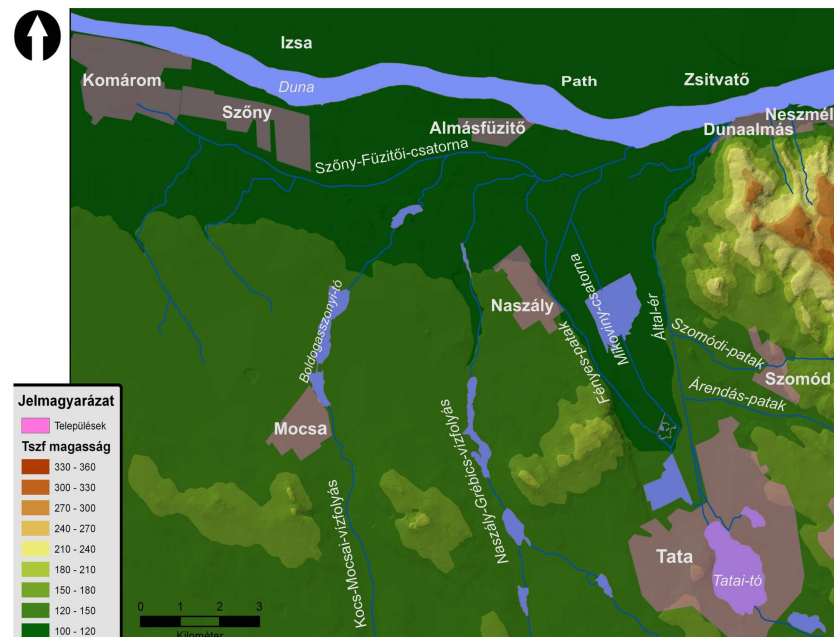 Izsa
Komárom
Duna
Path
Zsitvatő
Szőny
Almásfüzitő
Neszmély
Dunaalmás
Szőny-Füzitői-csatorna
Boldogasszonyi-tó
Naszály
Fényes-patak
Mikoviny-csatorna
Által-ér
Szomódi-patak
Szomód
Árendás-patak
Mocsa
Kocs-Mocsai-vízfolyás
Naszály-Grébics-vízfolyás
Tata
Tatai-tó
Jelmagyarázat
Települések
Tszf magasság
330 - 360
300 - 330
270 - 300
240 - 270
210 - 240
180 - 210
150 - 180
120 - 150
100 - 120
0 1 2 3
Kilométer